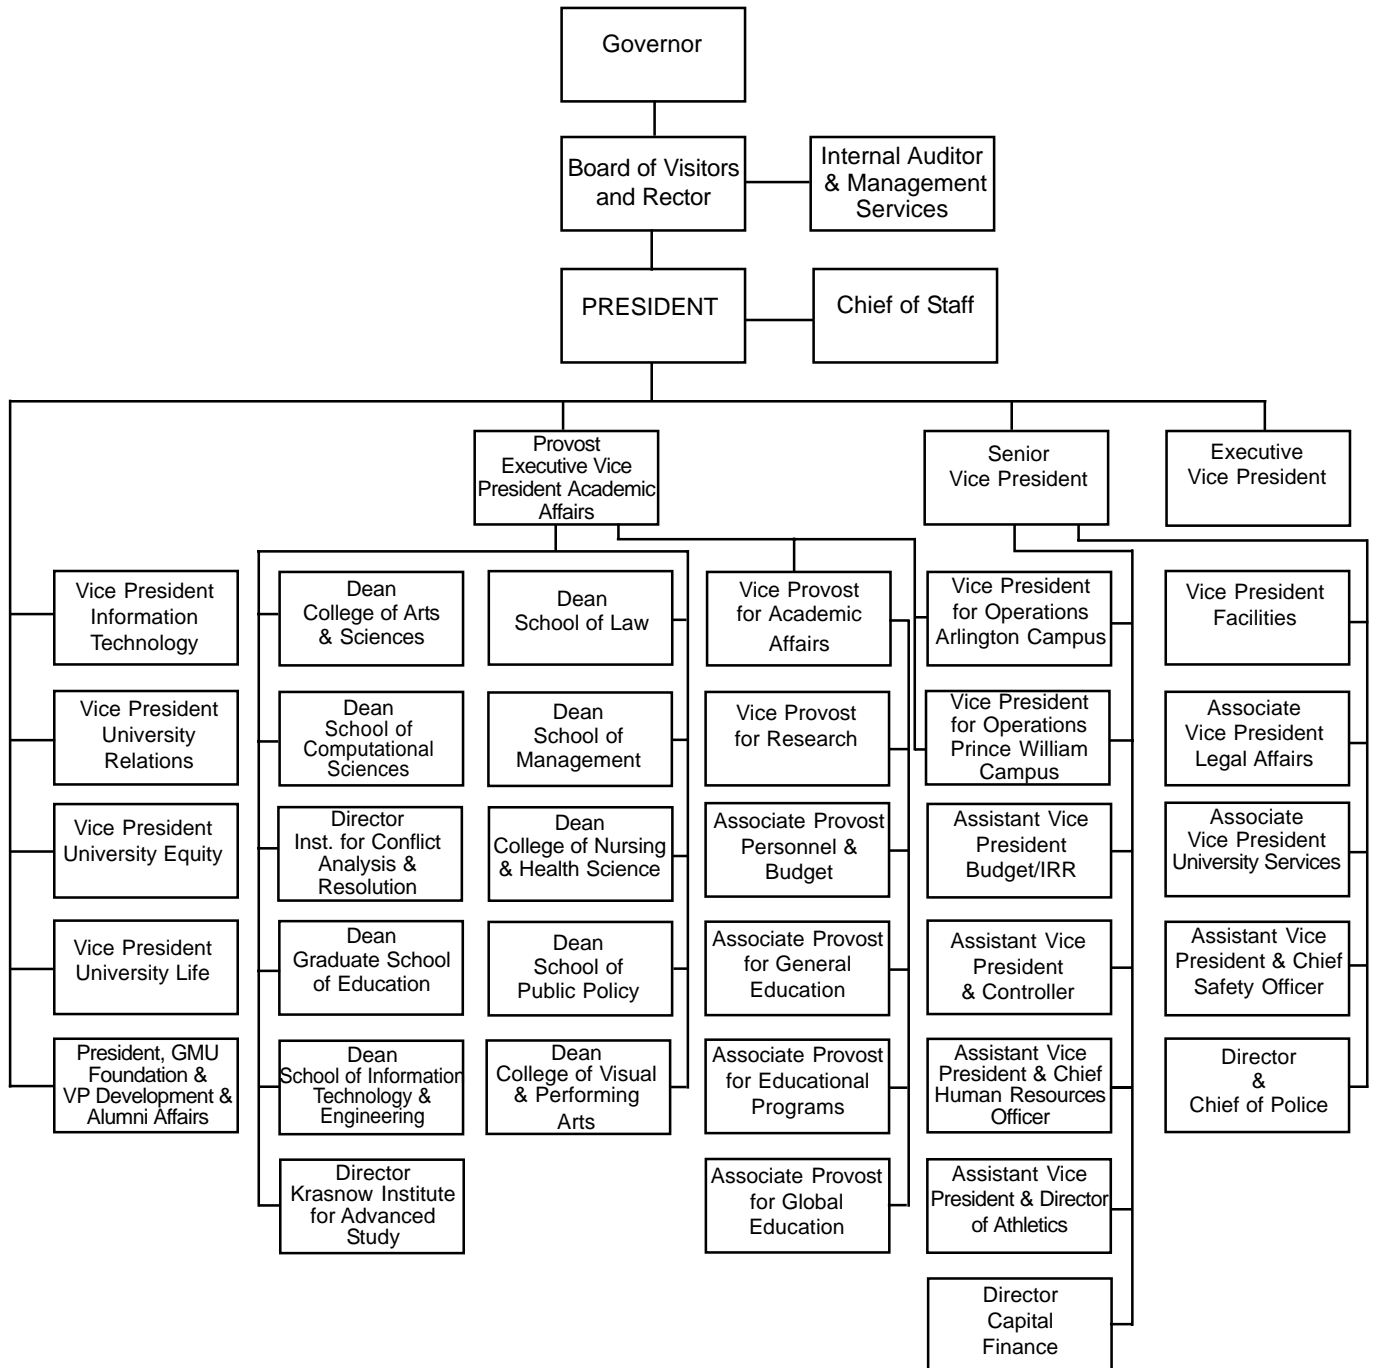 Governor
Board of Visitors
and Rector
Internal Auditor
& Management
Services
PRESIDENT
Chief of Staff
Provost
Executive Vice
President Academic
Affairs
Senior
Vice President
Executive
Vice President
Vice President
Information
Technology
Vice President
University
Relations
Vice President
University Equity
Vice President
University Life
President, GMU
Foundation &
VP Development &
Alumni Affairs
Dean
College of Arts
& Sciences
Dean
School of
Computational
Sciences
Director
Inst. for Conflict
Analysis &
Resolution
Dean
Graduate School
of Education
Dean
School of Information
Technology &
Engineering
Director
Krasnow Institute
for Advanced
Study
Dean
School of Law
Dean
School of
Management
Dean
College of Nursing
& Health Science
Dean
School of
Public Policy
Dean
College of Visual
& Performing
Arts
Vice Provost
for Academic
Affairs
Vice Provost
for Research
Associate Provost
Personnel &
Budget
Associate Provost
for General
Education
Associate Provost
for Educational
Programs
Associate Provost
for Global
Education
Vice President
for Operations
Arlington Campus
Vice President
for Operations
Prince William
Campus
Assistant Vice
President
Budget/IRR
Assistant Vice
President
& Controller
Assistant Vice
President & Chief
Human Resources
Officer
Assistant Vice
President & Director
of Athletics
Director
Capital
Finance
Vice President
Facilities
Associate
Vice President
Legal Affairs
Associate
Vice President
University Services
Assistant Vice
President & Chief
Safety Officer
Director
&
Chief of Police